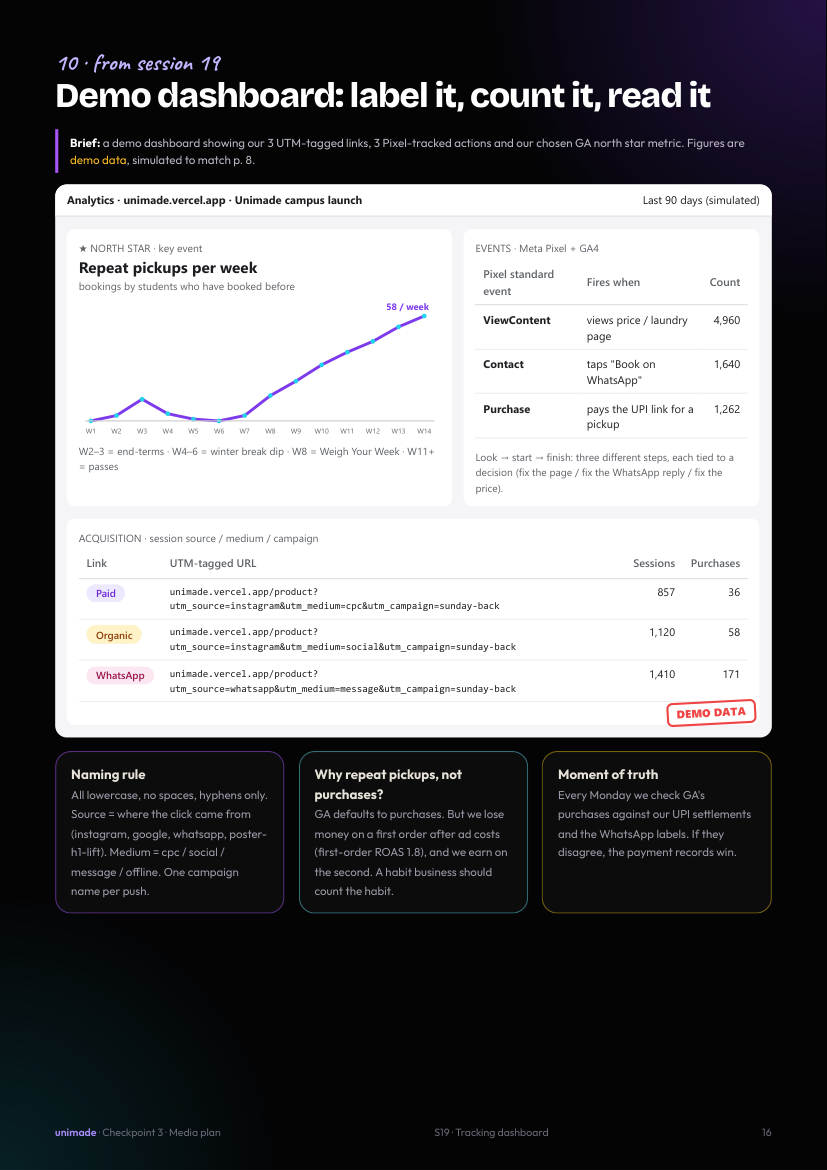 10 · from session 19
Demo dashboard: label it, count it, read it
Brief: a demo dashboard showing our 3 UTM-tagged links, 3 Pixel-tracked actions and our chosen GA north star metric. Figures are
demo data, simulated to match p. 8.
Analytics · unimade.vercel.app · Unimade campus launch
Last 90 days (simulated)
★ NORTH STAR · key event
Repeat pickups per week
bookings by students who have booked before
58 / week
W1 W2 W3 W4 W5 W6 W7 W8 W9 W10 W11 W12 W13 W14
W2–3 = end-terms · W4–6 = winter break dip · W8 = Weigh Your Week · W11+
= passes
EVENTS · Meta Pixel + GA4
Pixel standard
event
Fires when
Count
ViewContent
views price / laundry
page
4,960
Contact
taps "Book on
WhatsApp"
1,640
Purchase
pays the UPI link for a
pickup
1,262
Look → start → finish: three different steps, each tied to a
decision (fix the page / fix the WhatsApp reply / fix the
price).
ACQUISITION · session source / medium / campaign
Link UTM-tagged URL Sessions Purchases
Paid
unimade.vercel.app/product?
utm_source=instagram&utm_medium=cpc&utm_campaign=sunday-back
857 36
Organic
unimade.vercel.app/product?
utm_source=instagram&utm_medium=social&utm_campaign=sunday-back
1,120 58
WhatsApp
unimade.vercel.app/product?
utm_source=whatsapp&utm_medium=message&utm_campaign=sunday-back
1,410 171
DEMO DATA
Naming rule
All lowercase, no spaces, hyphens only.
Source = where the click came from
(instagram, google, whatsapp, poster-
h1-lift). Medium = cpc / social /
message / offline. One campaign
name per push.
Why repeat pickups, not
purchases?
GA defaults to purchases. But we lose
money on a first order after ad costs
(first-order ROAS 1.8), and we earn on
the second. A habit business should
count the habit.
Moment of truth
Every Monday we check GA's
purchases against our UPI settlements
and the WhatsApp labels. If they
disagree, the payment records win.
unimade · Checkpoint 3 · Media plan
S19 · Tracking dashboard
16